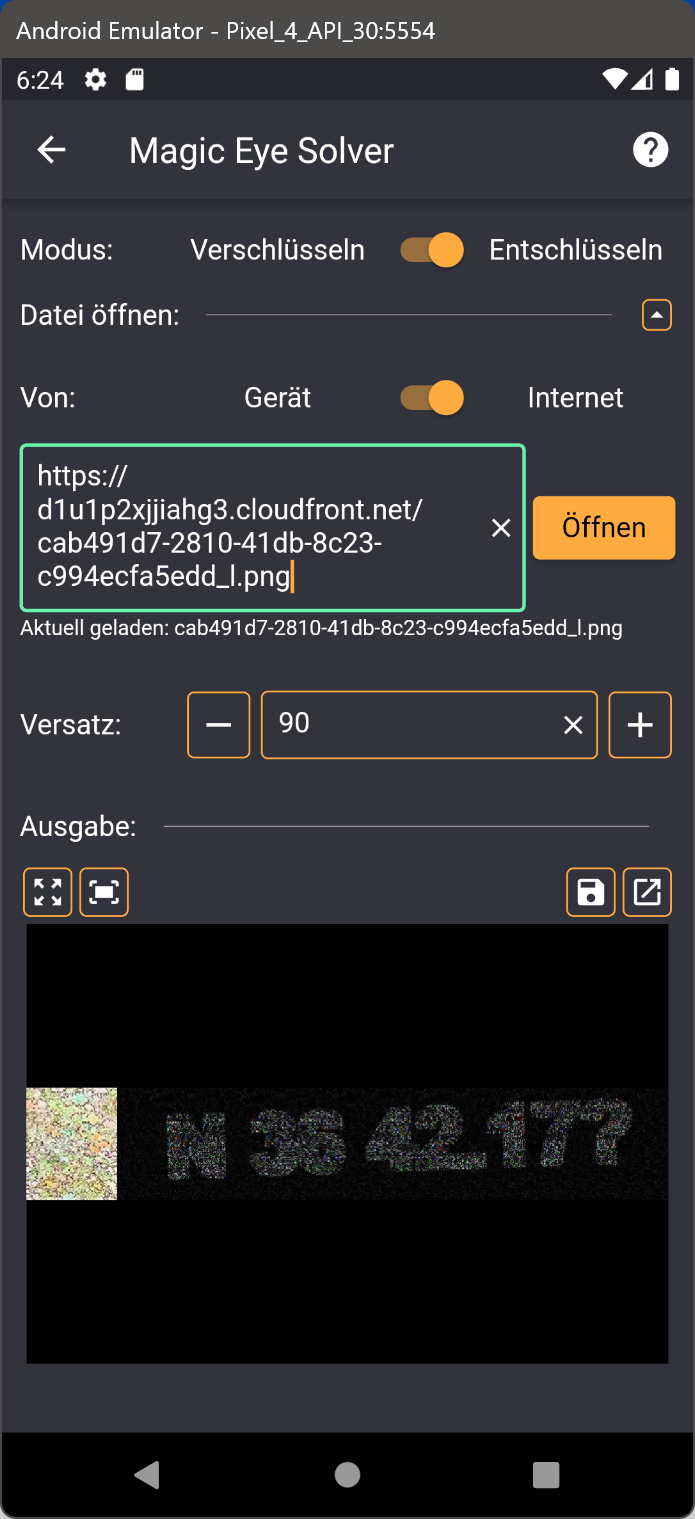 Android Emulator - Pixel_4_API_30:5554
6:24
Magic Eye Solver
Modus: Verschlüsseln Entschlüsseln
Datei öffnen:
Von: Gerät Internet
https://
d1u1p2xjjiahg3.cloudfront.net/
cab491d7-2810-41db-8c23-
c994ecfa5edd_l.png
Öffnen
Aktuell geladen: cab491d7-2810-41db-8c23-c994ecfa5edd_l.png
Versatz: 90
Ausgabe:
N 36 42.17?